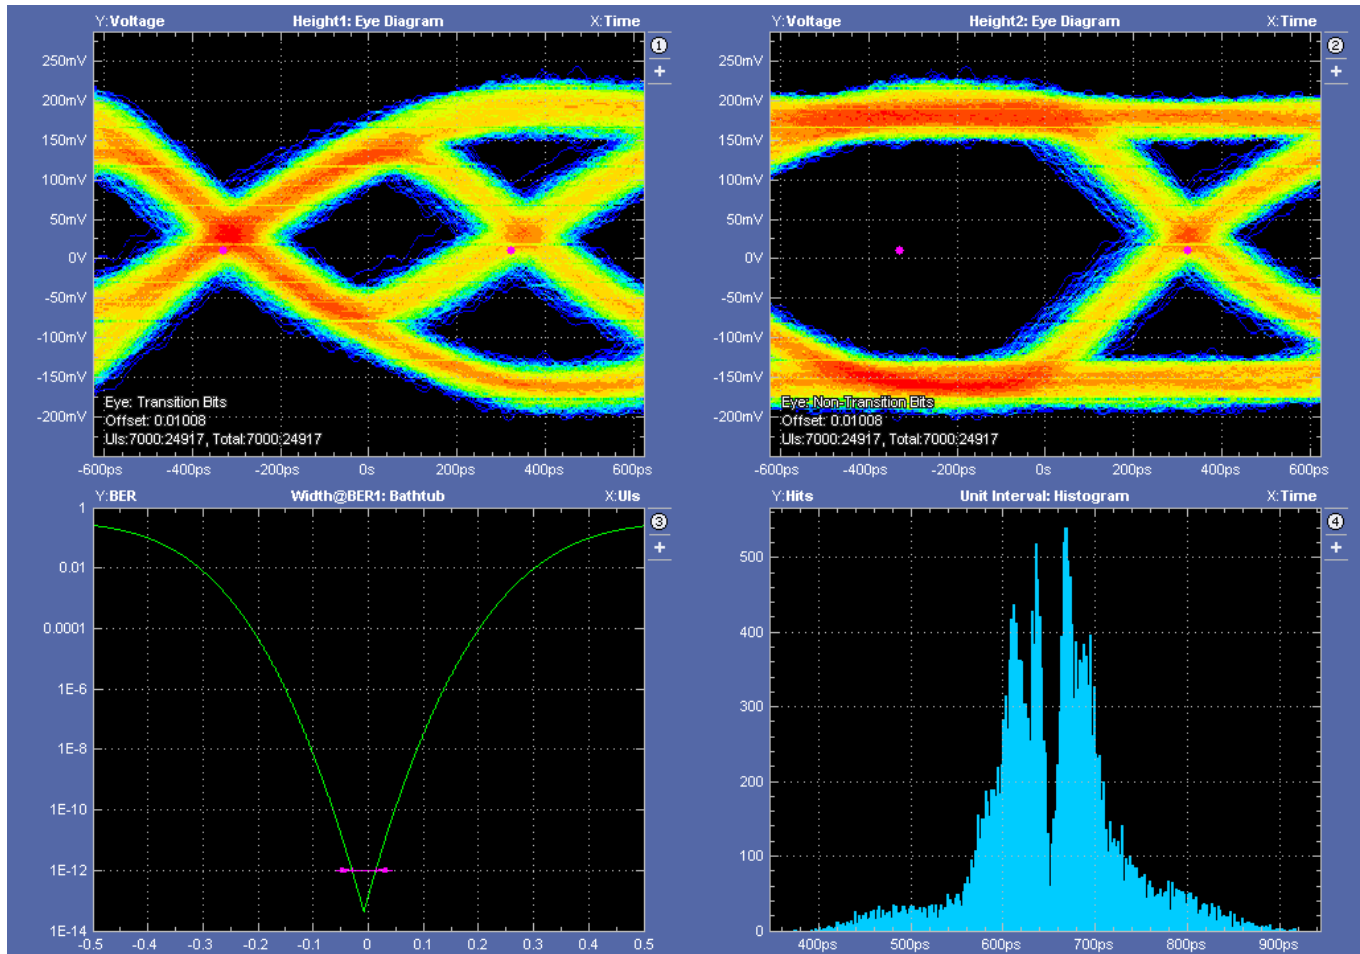 Y:Voltage Height1: Eye Diagram X:Time
1
+
250mV
200mV
150mV
100mV
50mV
0V
-50mV
-100mV
-150mV
-200mV
Eye: Transition Bits
Offset: 0.01008
UIs:7000:24917, Total:7000:24917
-600ps -400ps -200ps 0s 200ps 400ps 600ps
Y:Voltage Height2: Eye Diagram X:Time
2
+
250mV
200mV
150mV
100mV
50mV
0V
-50mV
-100mV
-150mV
-200mV
Eye: Non-Transition Bits
Offset: 0.01008
UIs:7000:24917, Total:7000:24917
-600ps -400ps -200ps 0s 200ps 400ps 600ps
Y:BER Width@BER1: Bathtub X:UIs
3
+
1
0.01
0.0001
1E-6
1E-8
1E-10
1E-12
1E-14
-0.5 -0.4 -0.3 -0.2 -0.1 0 0.1 0.2 0.3 0.4 0.5
Y:Hits Unit Interval: Histogram X:Time
4
+
500
400
300
200
100
0
400ps 500ps 600ps 700ps 800ps 900ps